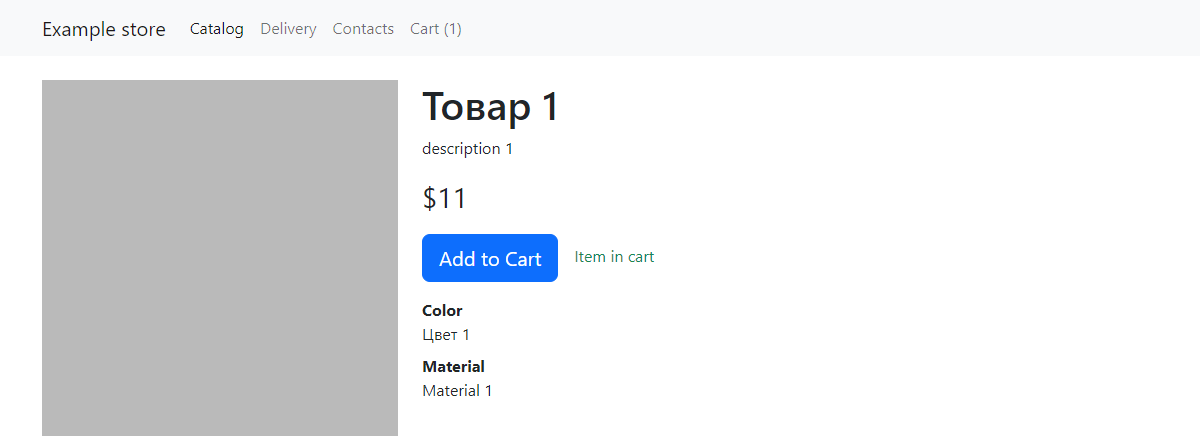 Example store Catalog Delivery Contacts Cart (1)
Товар 1
description 1
$11
Add to Cart Item in cart
Color
Цвет 1
Material
Material 1